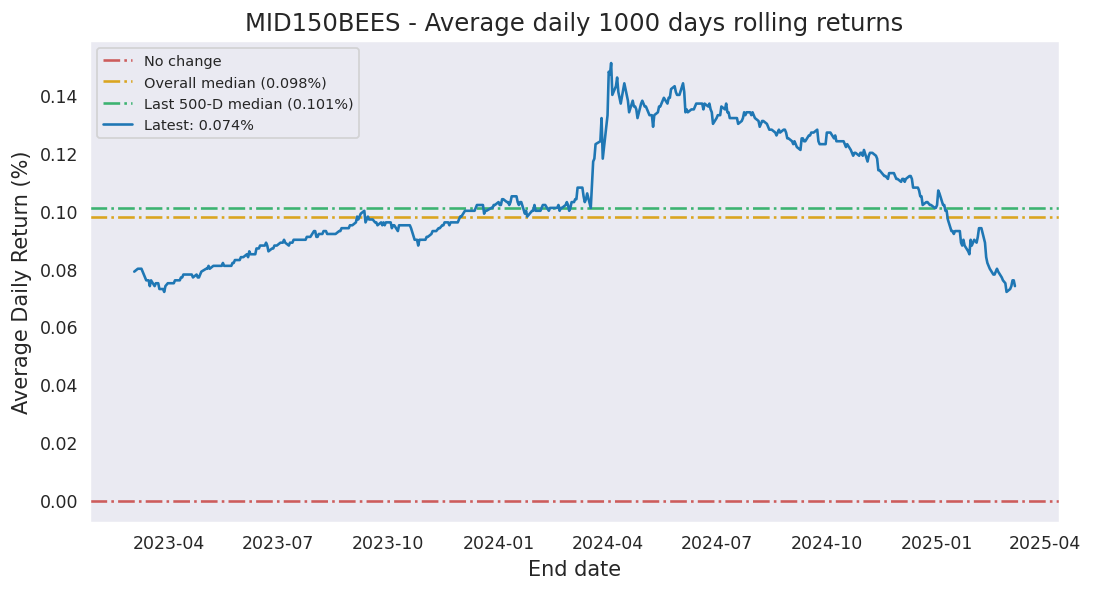 MID150BEES - Average daily 1000 days rolling returns
No change
Overall median (0.098%)
Last 500-D median (0.101%)
Latest: 0.074%
Average Daily Return (%)
0.14
0.12
0.10
0.08
0.06
0.04
0.02
0.00
2023-04 2023-07 2023-10 2024-01 2024-04 2024-07 2024-10 2025-01 2025-04
End date